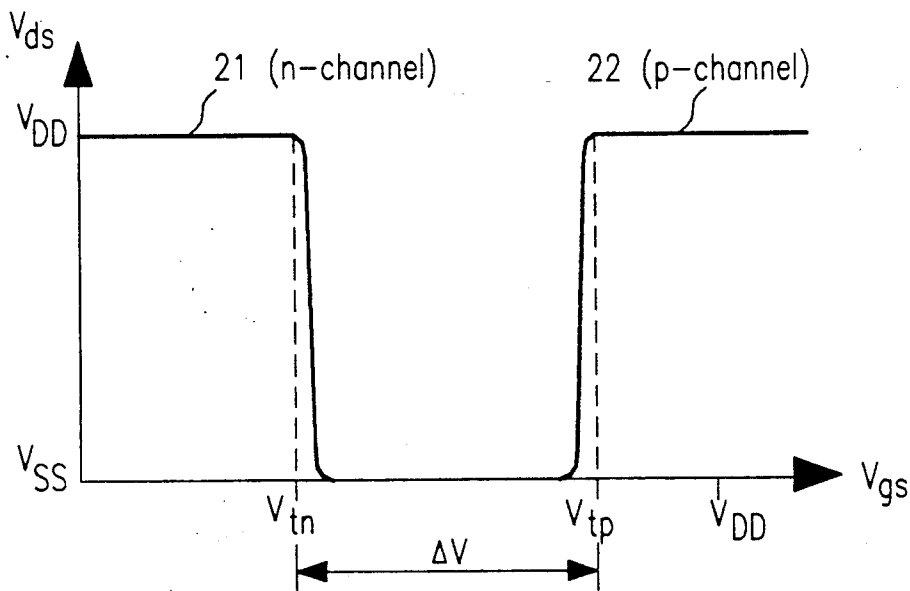 Vds
21 (n-channel)
22 (p-channel)
VDD
VSS
Vtn
Vtp
VDD
Vgs
ΔV